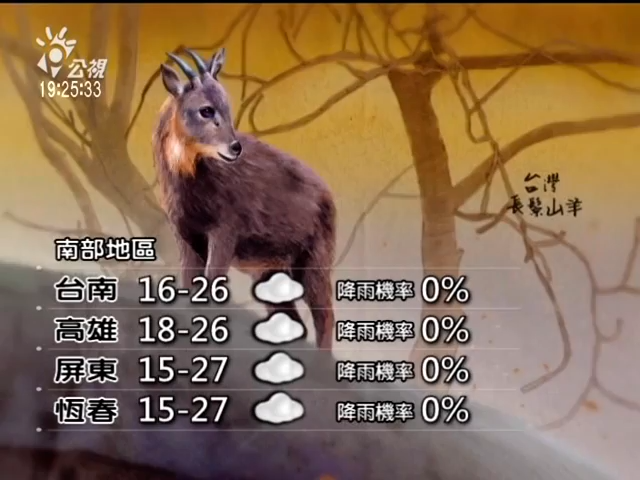 公視
19:25:33
台灣
長鬃山羊
南部地區
台南 16-26 降雨機率 0%
高雄 18-26 降雨機率 0%
屏東 15-27 降雨機率 0%
恆春 15-27 降雨機率 0%